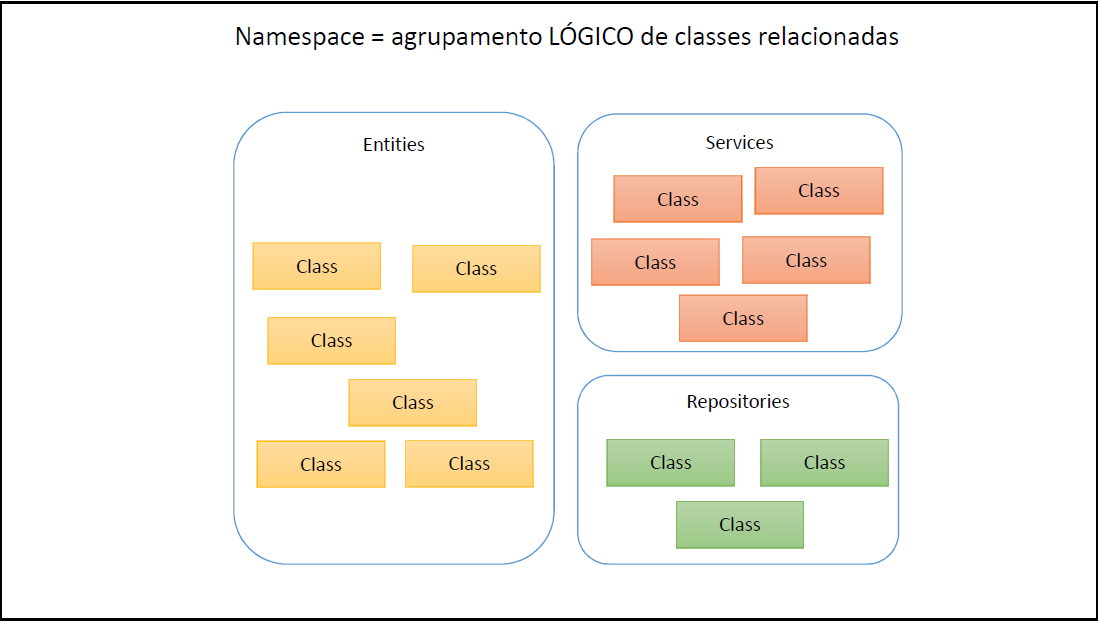 Namespace = agrupamento LÓGICO de classes relacionadas
Entities
Class
Class
Class
Class
Class
Class
Services
Class
Class
Class
Class
Class
Repositories
Class
Class
Class